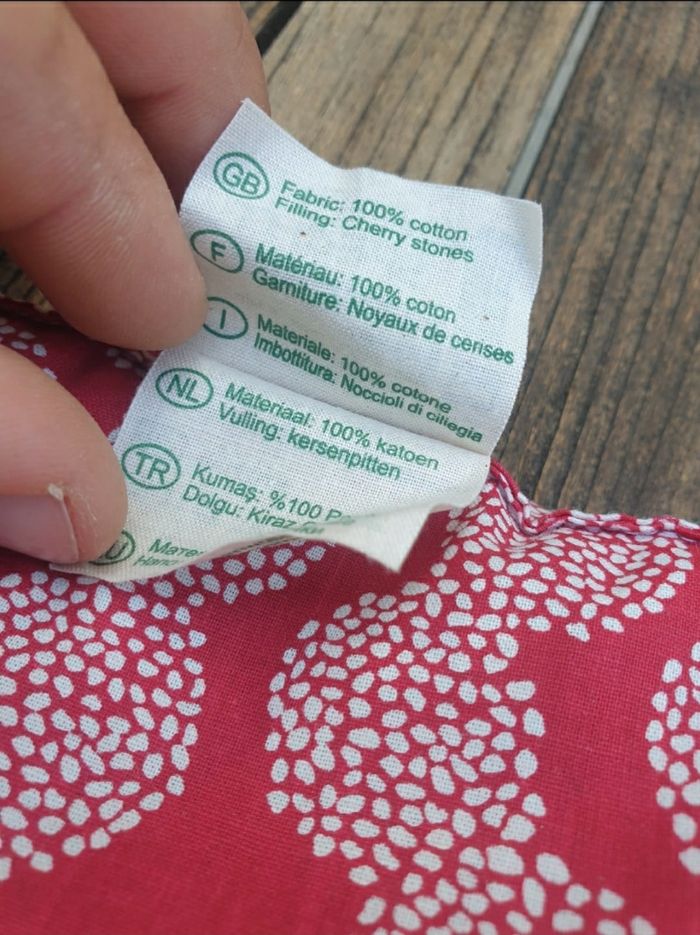 GB
Fabric: 100% cotton
Filling: Cherry stones
F
Matériau: 100% coton
Garniture: Noyaux de cerises
I
Materiale: 100% cotone
Imbottitura: Noccioli di ciliegia
NL
Materiaal: 100% katoen
Vulling: kersenpitten
TR
Kumaş: %100
Dolgu: Kiraz